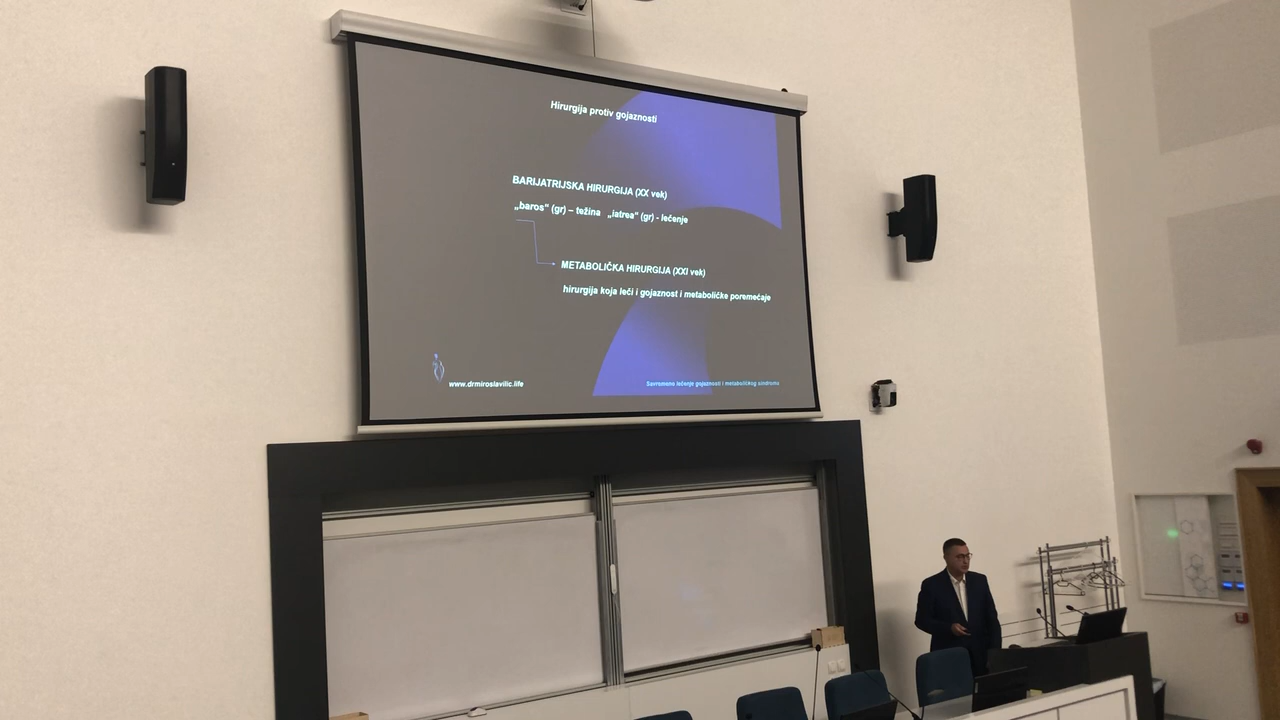 Hirurgija protiv gojaznosti
BARIJATRIJSKA HIRURGIJA (XX vek)
„baros“ (gr) – težina „iatrea“ (gr) - lečenje
METABOLIČKA HIRURGIJA (XXI vek)
hirurgija koja leči i gojaznost i metaboličke poremećaje
www.drmiroslavilic.life
Savremeno lečenje gojaznosti i metaboličkog sindroma